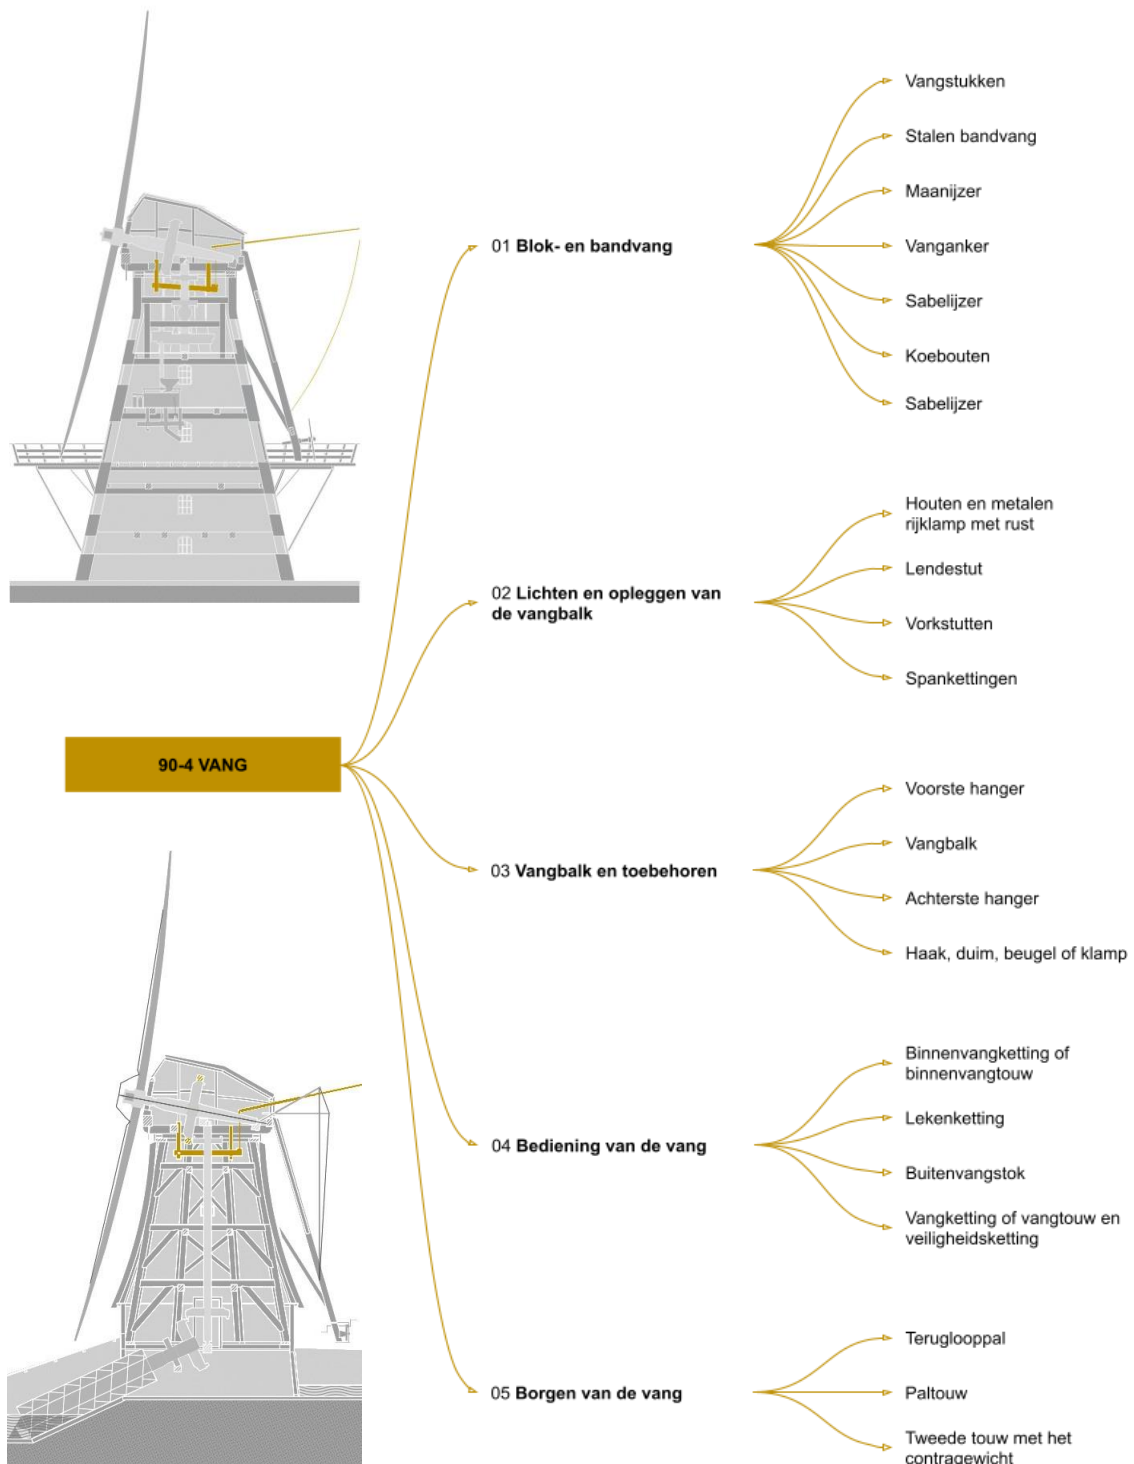 90-4 VANG
01 Blok- en bandvang
Vangstukken
Stalen bandvang
Maanijzer
Vanganker
Sabelijzer
Koebouten
Sabelijzer
02 Lichten en opleggen van
de vangbalk
Houten en metalen
rijklamp met rust
Lendestut
Vorkstutten
Spankettingen
03 Vangbalk en toebehoren
Voorste hanger
Vangbalk
Achterste hanger
Haak, duim, beugel of klamp
04 Bediening van de vang
Binnenvangketting of
binnenvangtouw
Lekenketting
Buitenvangstok
Vangketting of vangtouw en
veiligheidsketting
05 Borgen van de vang
Teruglooppal
Paltouw
Tweede touw met het
contragewicht